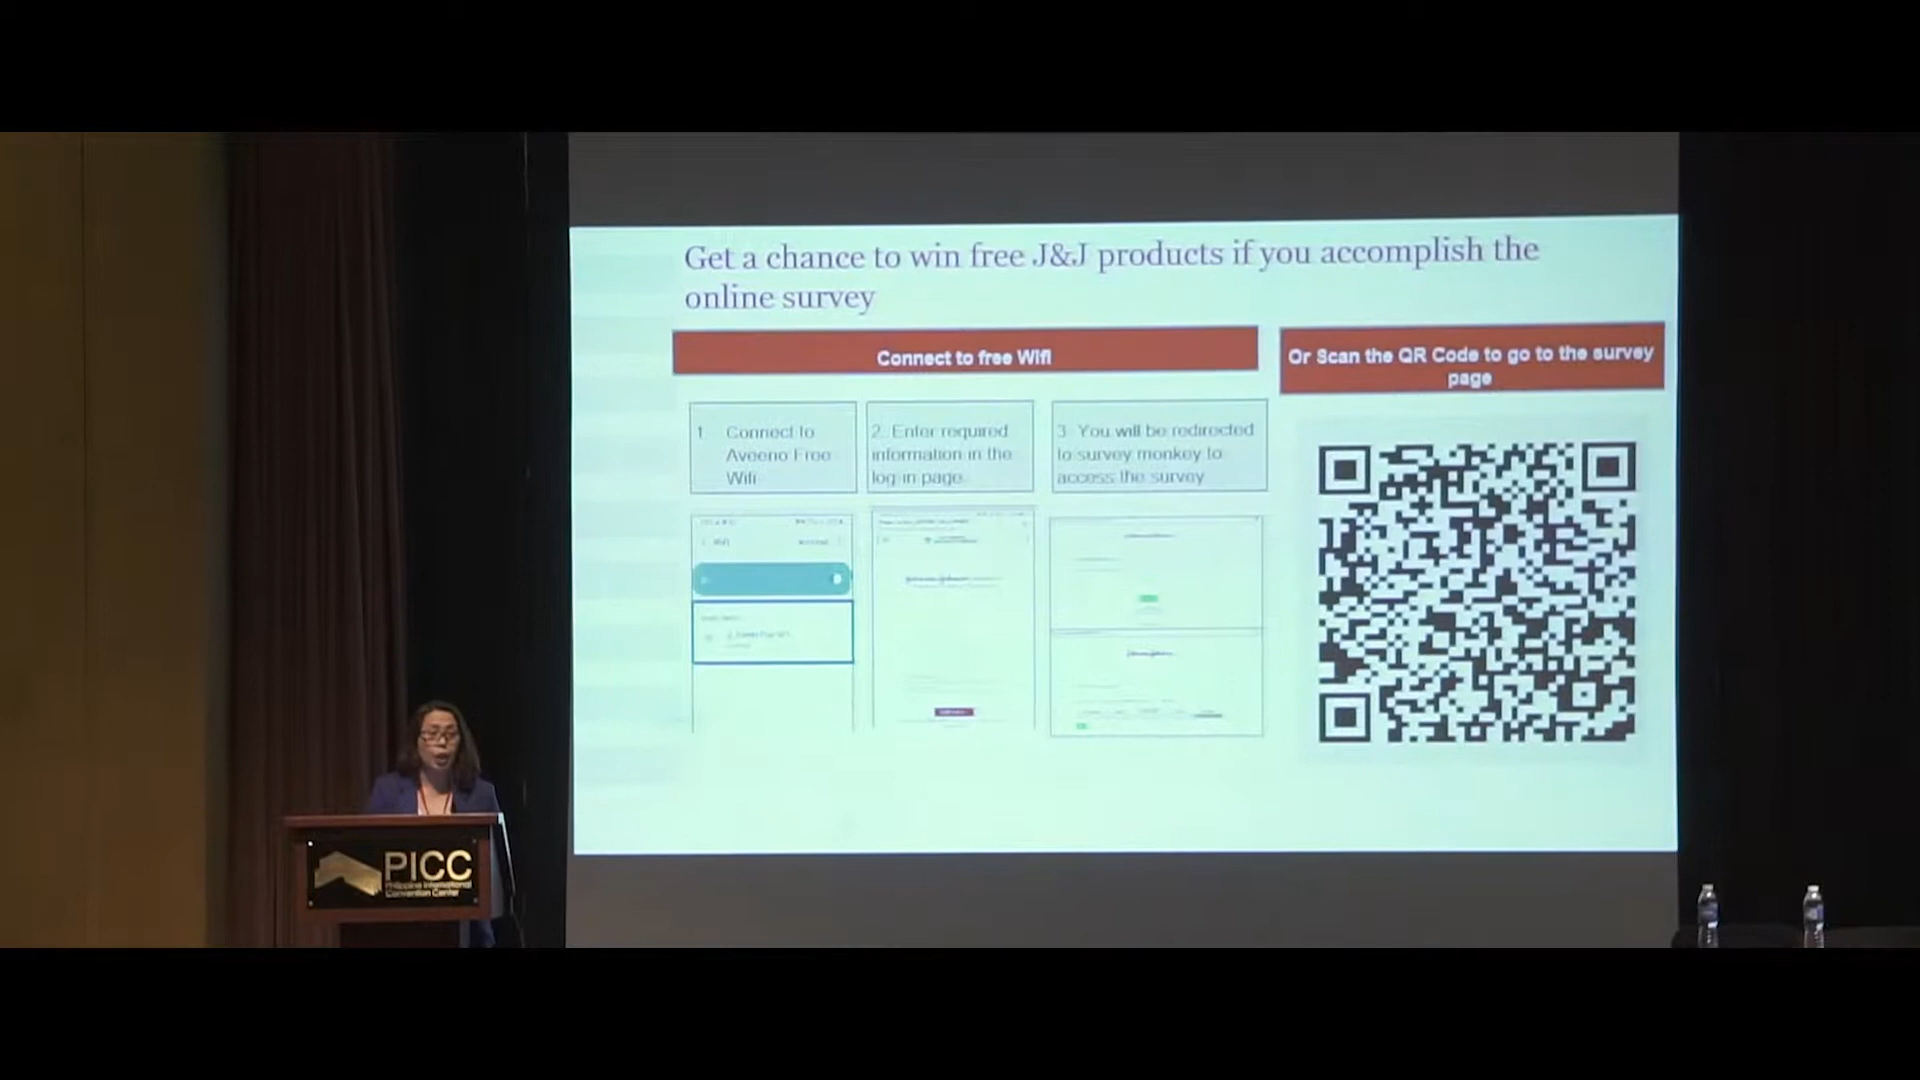 Get a chance to win free J&J products if you accomplish the
online survey
Connect to free Wifi
Or Scan the QR Code to go to the survey
page
1 Connect to
Aveeno Free
Wifi
2. Enter required
information in the
log in page
3. You will be redirected
to survey monkey to
access the survey
PICC
Philippine International
Convention Center